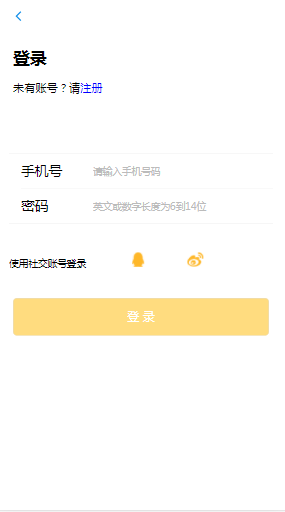 登录
未有账号？请注册
手机号 请输入手机号码
密码 英文或数字长度为6到14位
使用社交账号登录
登 录